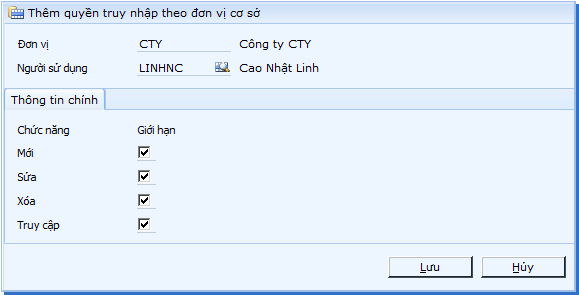 Thêm quyền truy nhập theo đơn vị cơ sở
Đơn vị CTY Công ty CTY
Người sử dụng LINHNC Cao Nhật Linh
Thông tin chính
Chức năng Giới hạn
Mới
Sửa
Xóa
Truy cập
Lưu Hủy